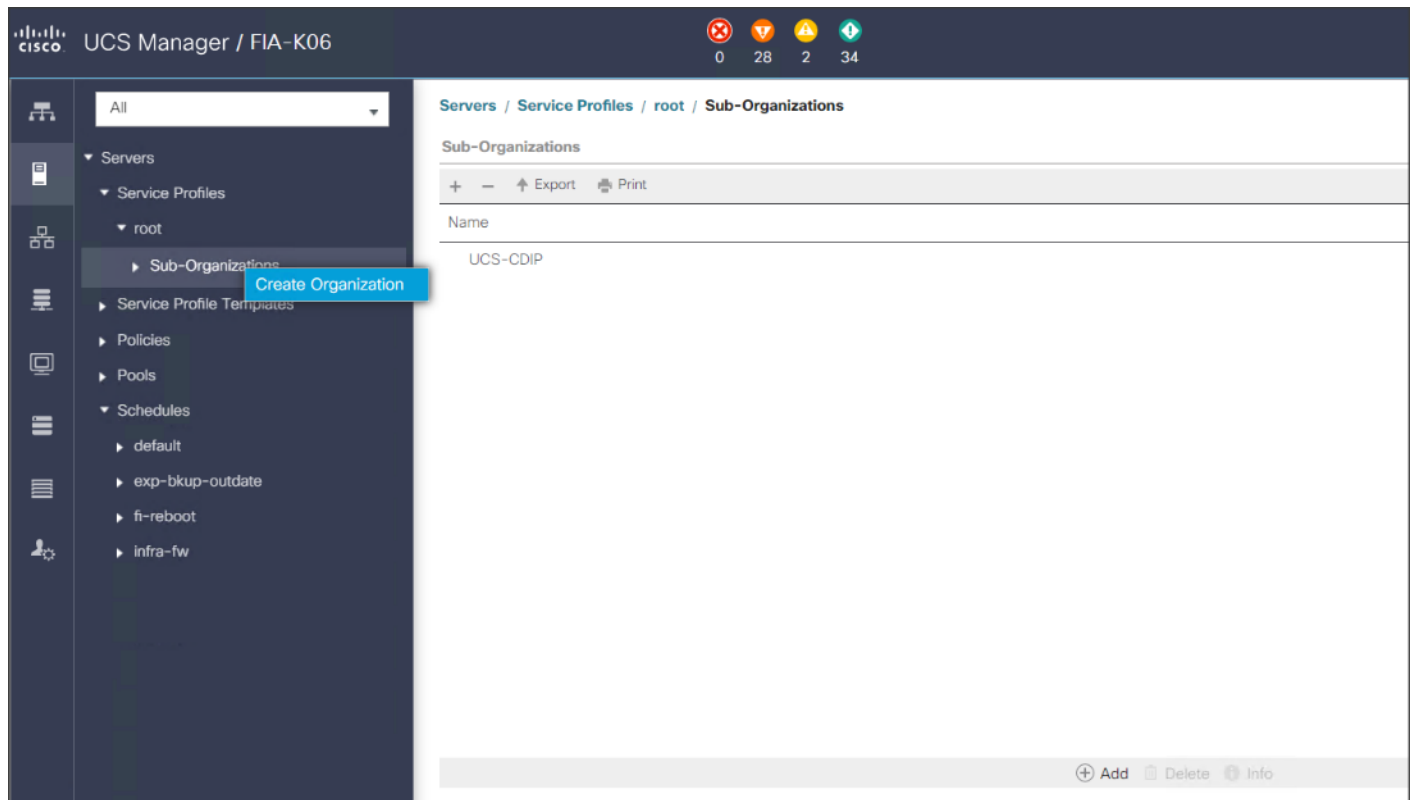 cisco UCS Manager / FIA-K06
0 28 2 34
All
Servers
Service Profiles
root
Sub-Organizations
Create Organization
Service Profile Templates
Policies
Pools
Schedules
default
exp-bkup-outdate
fi-reboot
infra-fw
Servers / Service Profiles / root / Sub-Organizations
Sub-Organizations
+ − Export Print
Name
UCS-CDIP
Add Delete Info